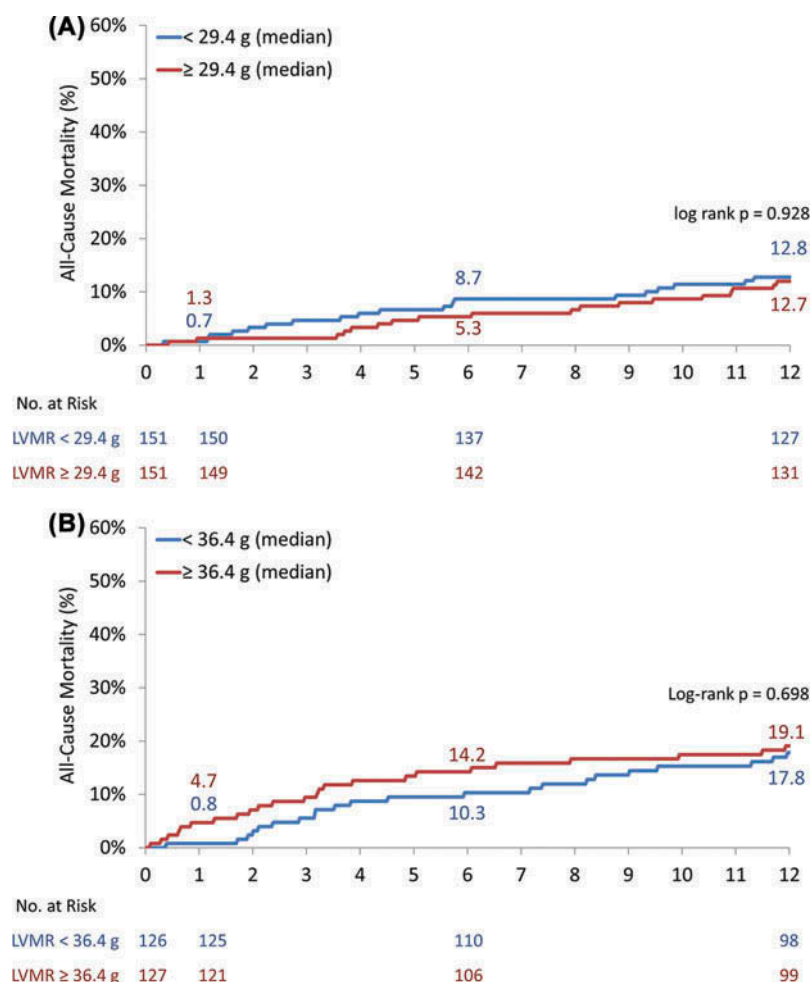 (A)
< 29.4 g (median)
≥ 29.4 g (median)
All-Cause Mortality (%)
60%
50%
40%
30%
20%
10%
0%
log rank p = 0.928
1.3
0.7
8.7
5.3
12.8
12.7
0 1 2 3 4 5 6 7 8 9 10 11 12
No. at Risk
LVMR < 29.4 g 151 150 137 127
LVMR ≥ 29.4 g 151 149 142 131
(B)
< 36.4 g (median)
≥ 36.4 g (median)
All-Cause Mortality (%)
60%
50%
40%
30%
20%
10%
0%
Log-rank p = 0.698
4.7
0.8
14.2
10.3
19.1
17.8
0 1 2 3 4 5 6 7 8 9 10 11 12
No. at Risk
LVMR < 36.4 g 126 125 110 98
LVMR ≥ 36.4 g 127 121 106 99